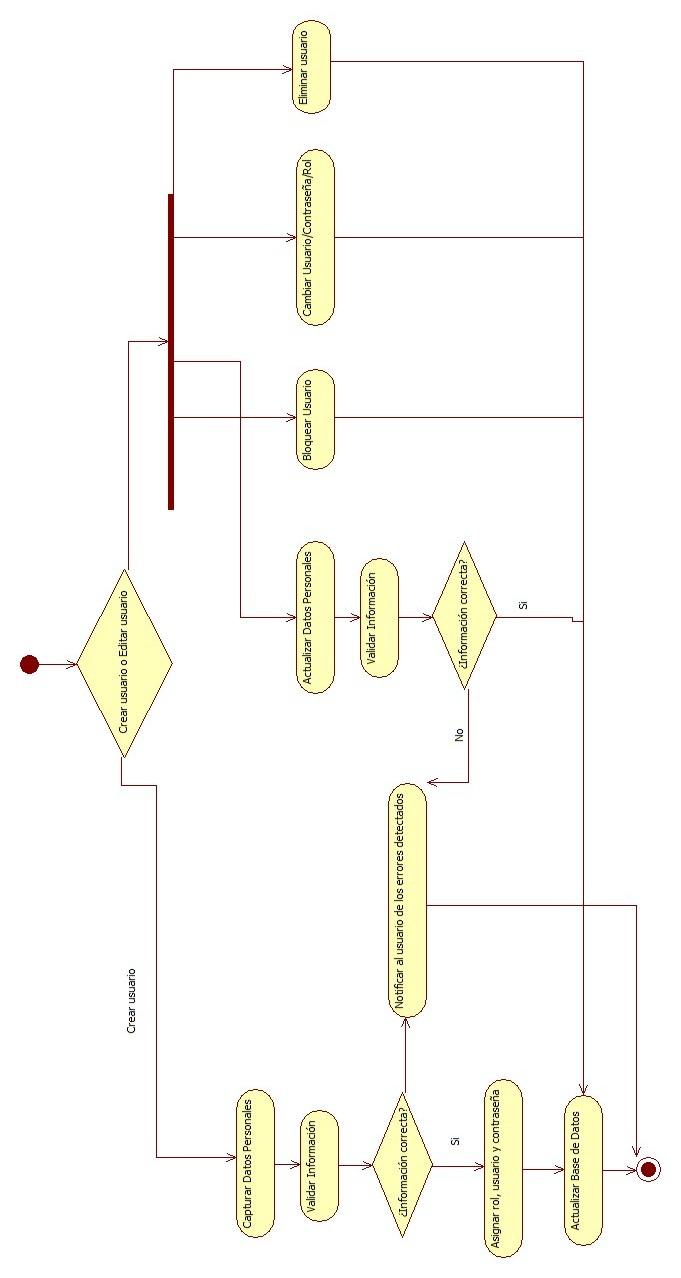 Crear usuario o Editar usuario
Crear usuario
Capturar Datos Personales
Validar Información
¿Información correcta?
Si
Asignar rol, usuario y contraseña
Actualizar Base de Datos
Notificar al usuario de los errores detectados
No
Actualizar Datos Personales
Validar Información
¿Información correcta?
Si
Bloquear Usuario
Cambiar Usuario/Contraseña/Rol
Eliminar usuario